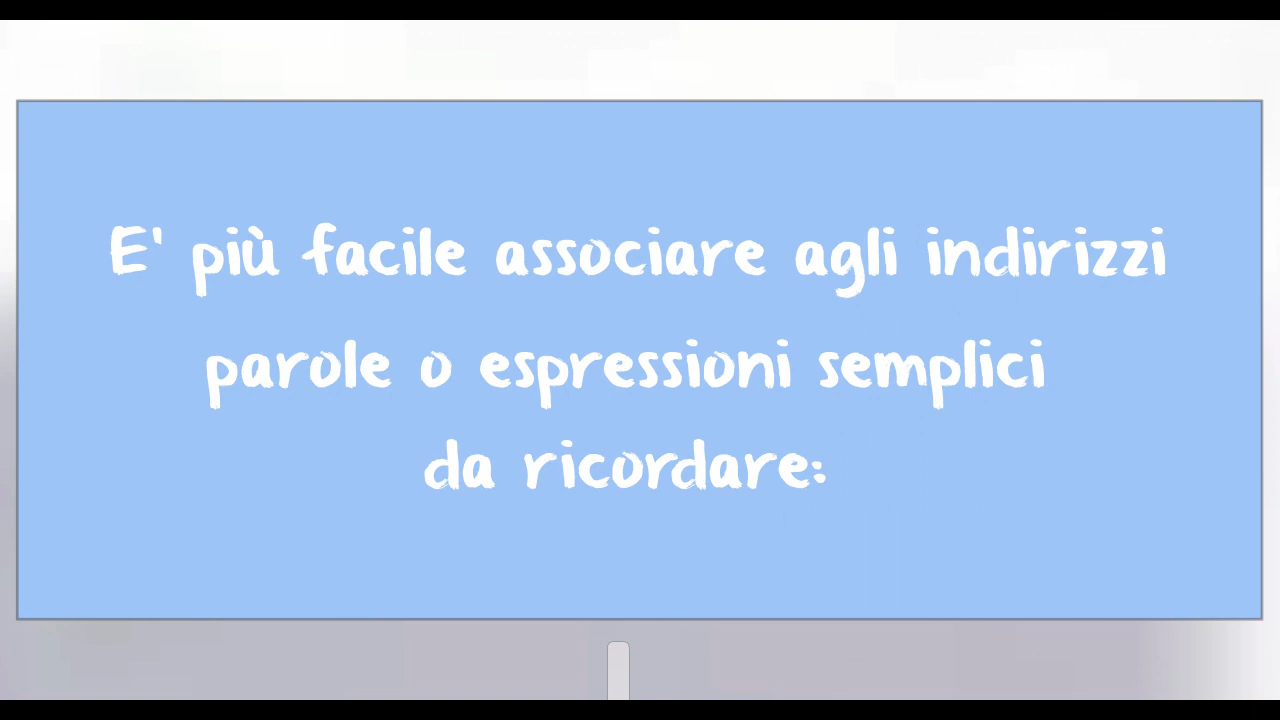 E' più facile associare agli indirizzi
parole o espressioni semplici
da ricordare: